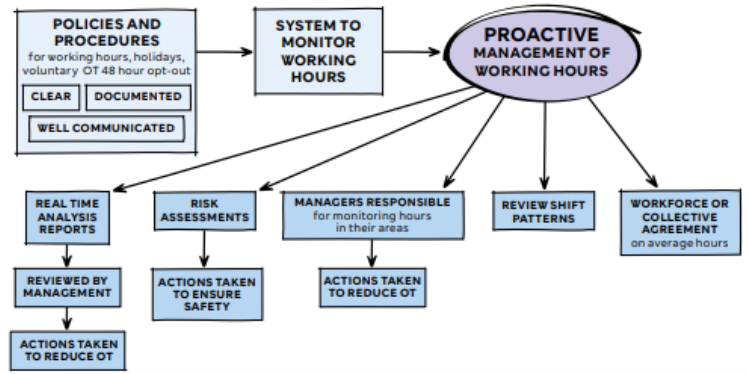 POLICIES AND
PROCEDURES
for working hours, holidays,
voluntary OT 48 hour opt-out
CLEAR
DOCUMENTED
WELL COMMUNICATED
SYSTEM TO
MONITOR
WORKING
HOURS
PROACTIVE
MANAGEMENT OF
WORKING HOURS
REAL TIME
ANALYSIS
REPORTS
REVIEWED BY
MANAGEMENT
ACTIONS TAKEN
TO REDUCE OT
RISK
ASSESSMENTS
ACTIONS TAKEN
TO ENSURE
SAFETY
MANAGERS RESPONSIBLE
for monitoring hours
in their areas
ACTIONS TAKEN
TO REDUCE OT
REVIEW SHIFT
PATTERNS
WORKFORCE OR
COLLECTIVE
AGREEMENT
on average hours